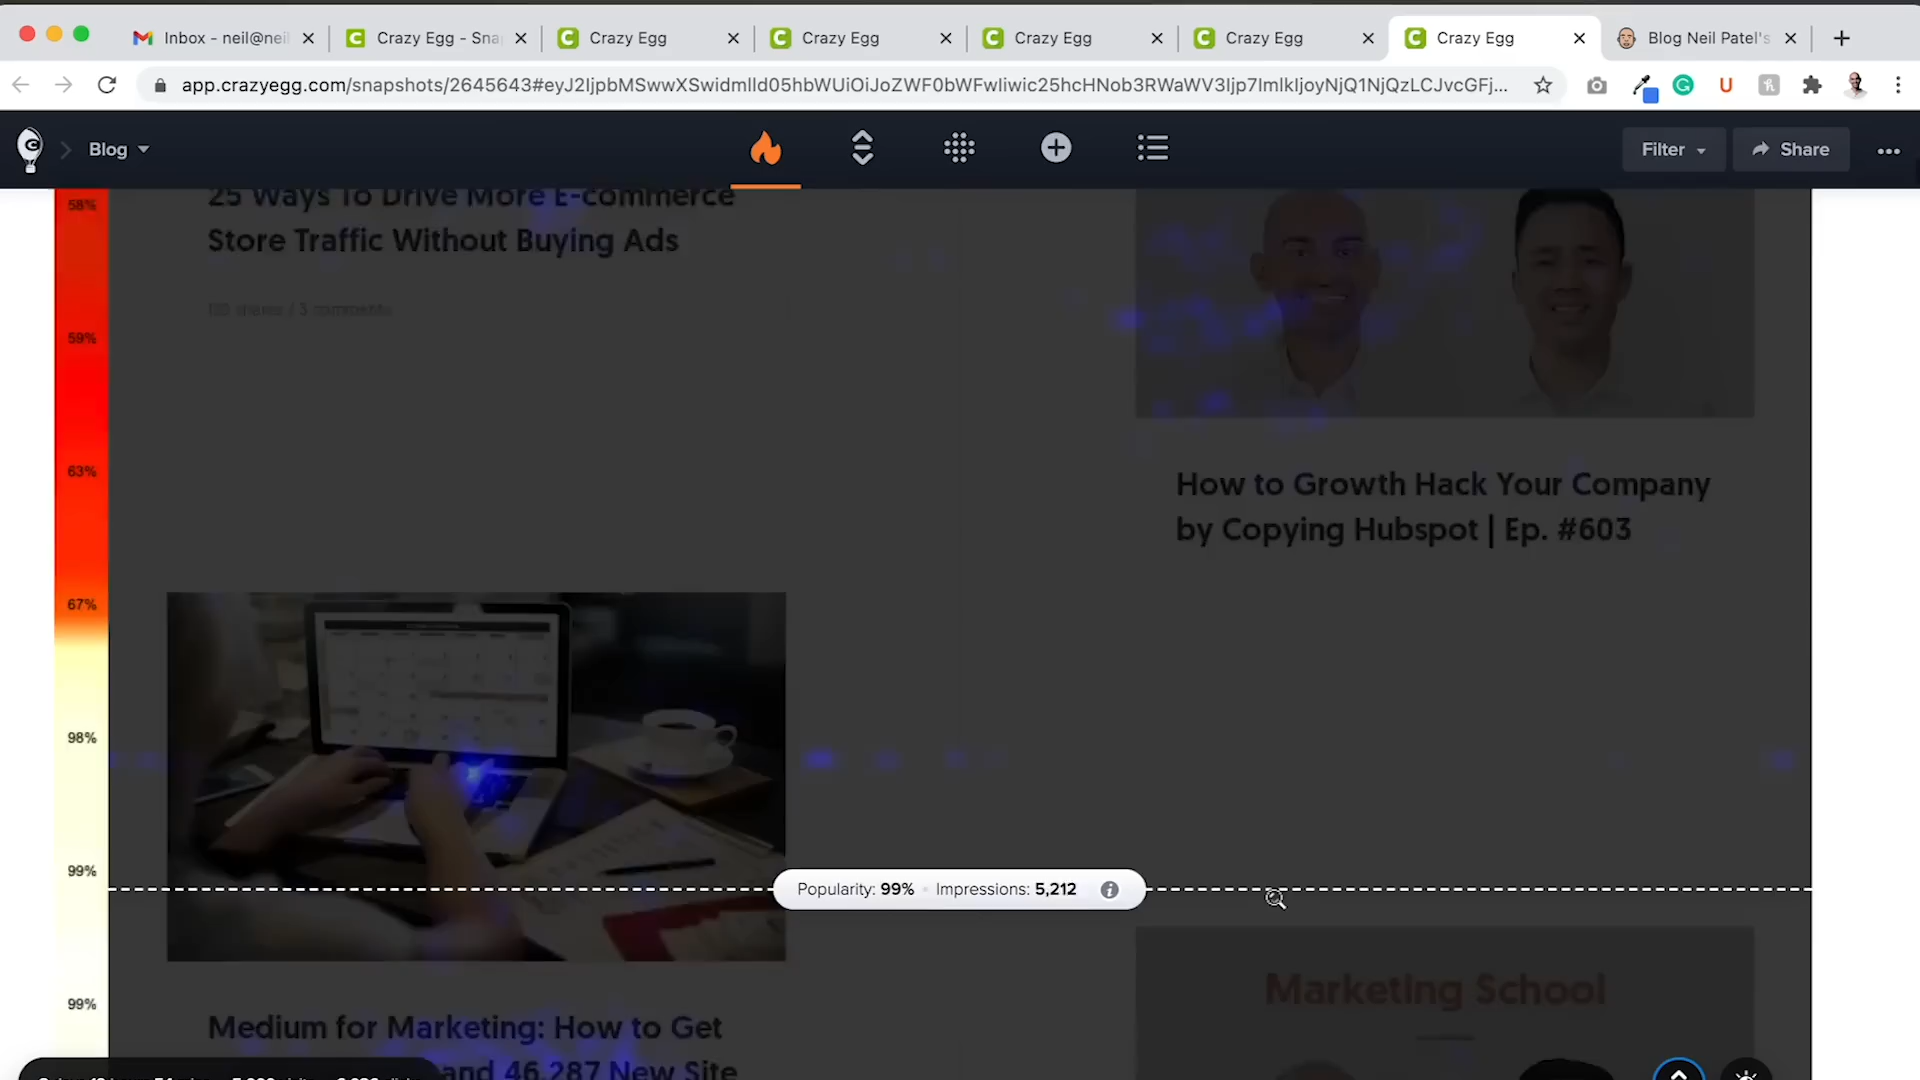 Inbox - neil@nei
Crazy Egg - Sna
Crazy Egg
Crazy Egg
Crazy Egg
Crazy Egg
Crazy Egg
Blog Neil Patel's
app.crazyegg.com/snapshots/2645643#eyJ2IjpbMSwwXSwidmlld05hbWUiOiJoZWF0bWFwIiwic25hcHNob3RWaWV3Ijp7ImlkIjoyNjQ1NjQzLCJvcGFj...
Blog
Filter
Share
58%
25 Ways To Drive More E-commerce
Store Traffic Without Buying Ads
shares / 3 comments
59%
63%
How to Growth Hack Your Company
by Copying Hubspot | Ep. #603
67%
98%
99%
Popularity: 99% Impressions: 5,212
Marketing School
99%
Medium for Marketing: How to Get
and 46,287 New Site